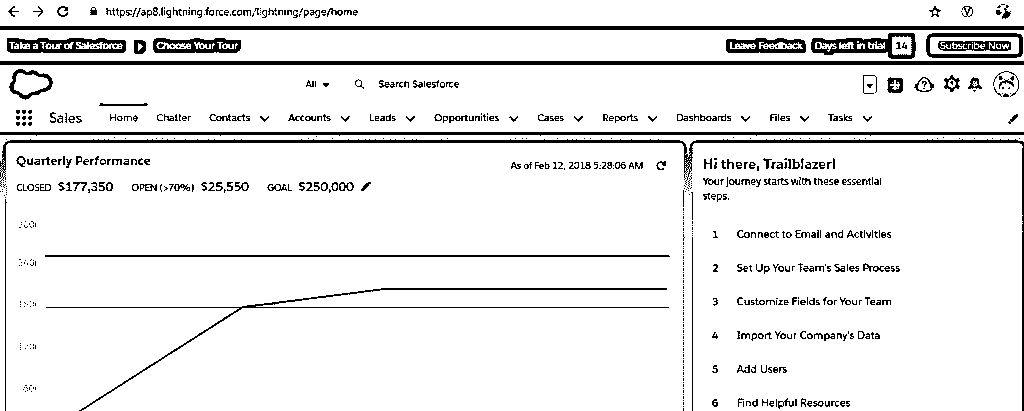 https://ap8.lightning.force.com/lightning/page/home
Take a Tour of Salesforce Choose Your Tour Leave Feedback Days left in trial 14 Subscribe Now
All Search Salesforce
Sales Home Chatter Contacts Accounts Leads Opportunities Cases Reports Dashboards Files Tasks
Quarterly Performance
As of Feb 12, 2018 5:28:06 AM
CLOSED $177,350 OPEN (>70%) $25,550 GOAL $250,000
Hi there, Trailblazer!
Your journey starts with these essential
steps.
1 Connect to Email and Activities
2 Set Up Your Team's Sales Process
3 Customize Fields for Your Team
4 Import Your Company's Data
5 Add Users
6 Find Helpful Resources